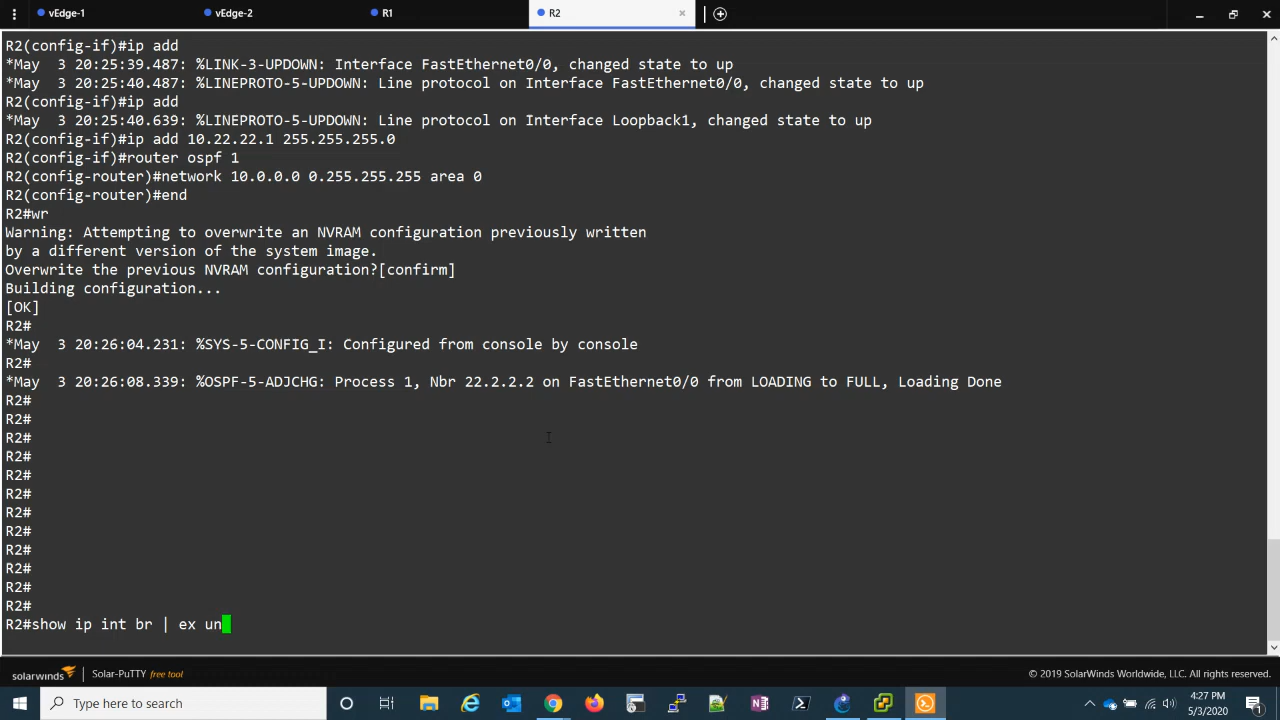 vEdge-1
vEdge-2
R1
R2
R2(config-if)#ip add
*May  3 20:25:39.487: %LINK-3-UPDOWN: Interface FastEthernet0/0, changed state to up
*May  3 20:25:40.487: %LINEPROTO-5-UPDOWN: Line protocol on Interface FastEthernet0/0, changed state to up
R2(config-if)#ip add
*May  3 20:25:40.639: %LINEPROTO-5-UPDOWN: Line protocol on Interface Loopback1, changed state to up
R2(config-if)#ip add 10.22.22.1 255.255.255.0
R2(config-if)#router ospf 1
R2(config-router)#network 10.0.0.0 0.255.255.255 area 0
R2(config-router)#end
R2#wr
Warning: Attempting to overwrite an NVRAM configuration previously written
by a different version of the system image.
Overwrite the previous NVRAM configuration?[confirm]
Building configuration...
[OK]
R2#
*May  3 20:26:04.231: %SYS-5-CONFIG_I: Configured from console by console
R2#
*May  3 20:26:08.339: %OSPF-5-ADJCHG: Process 1, Nbr 22.2.2.2 on FastEthernet0/0 from LOADING to FULL, Loading Done
R2#
R2#
R2#
R2#
R2#
R2#
R2#
R2#
R2#
R2#
R2#
R2#
R2#show ip int br | ex un
solarwinds
Solar-PuTTY free tool
© 2019 SolarWinds Worldwide, LLC. All rights reserved.
Type here to search
4:27 PM
5/3/2020
1